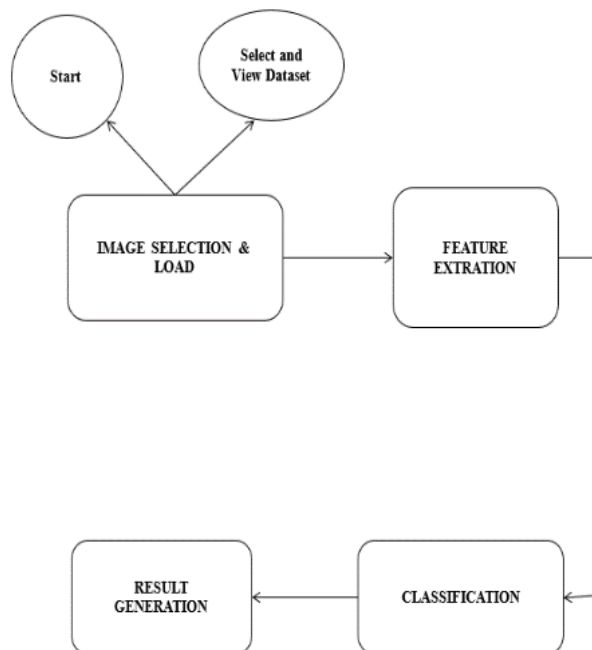 Start
Select and
View Dataset
IMAGE SELECTION &
LOAD
FEATURE
EXTRATION
RESULT
GENERATION
CLASSIFICATION